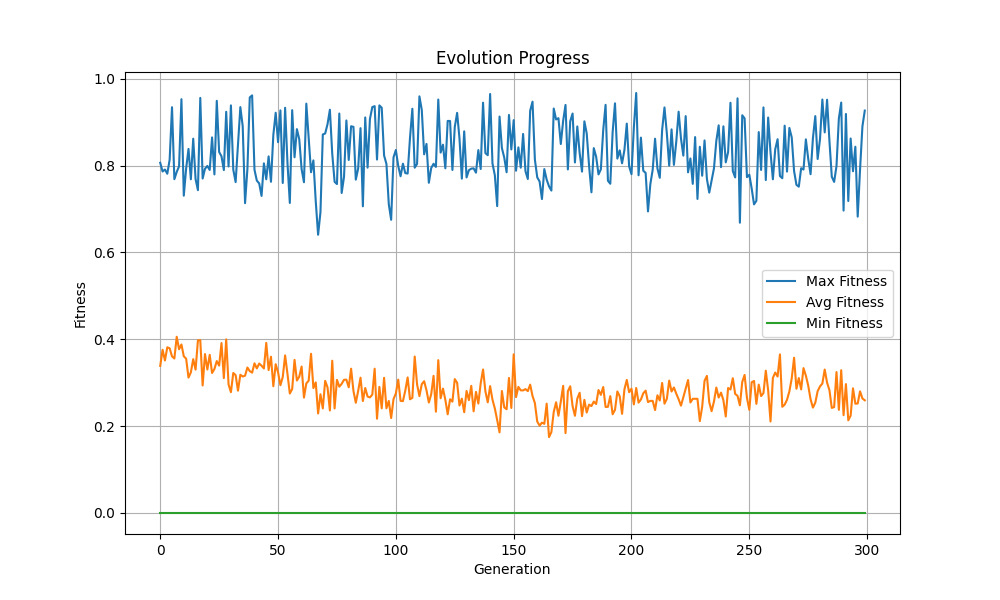 Evolution Progress
1.0
0.8
0.6
0.4
0.2
0.0
Fitness
Max Fitness
Avg Fitness
Min Fitness
0 50 100 150 200 250 300
Generation